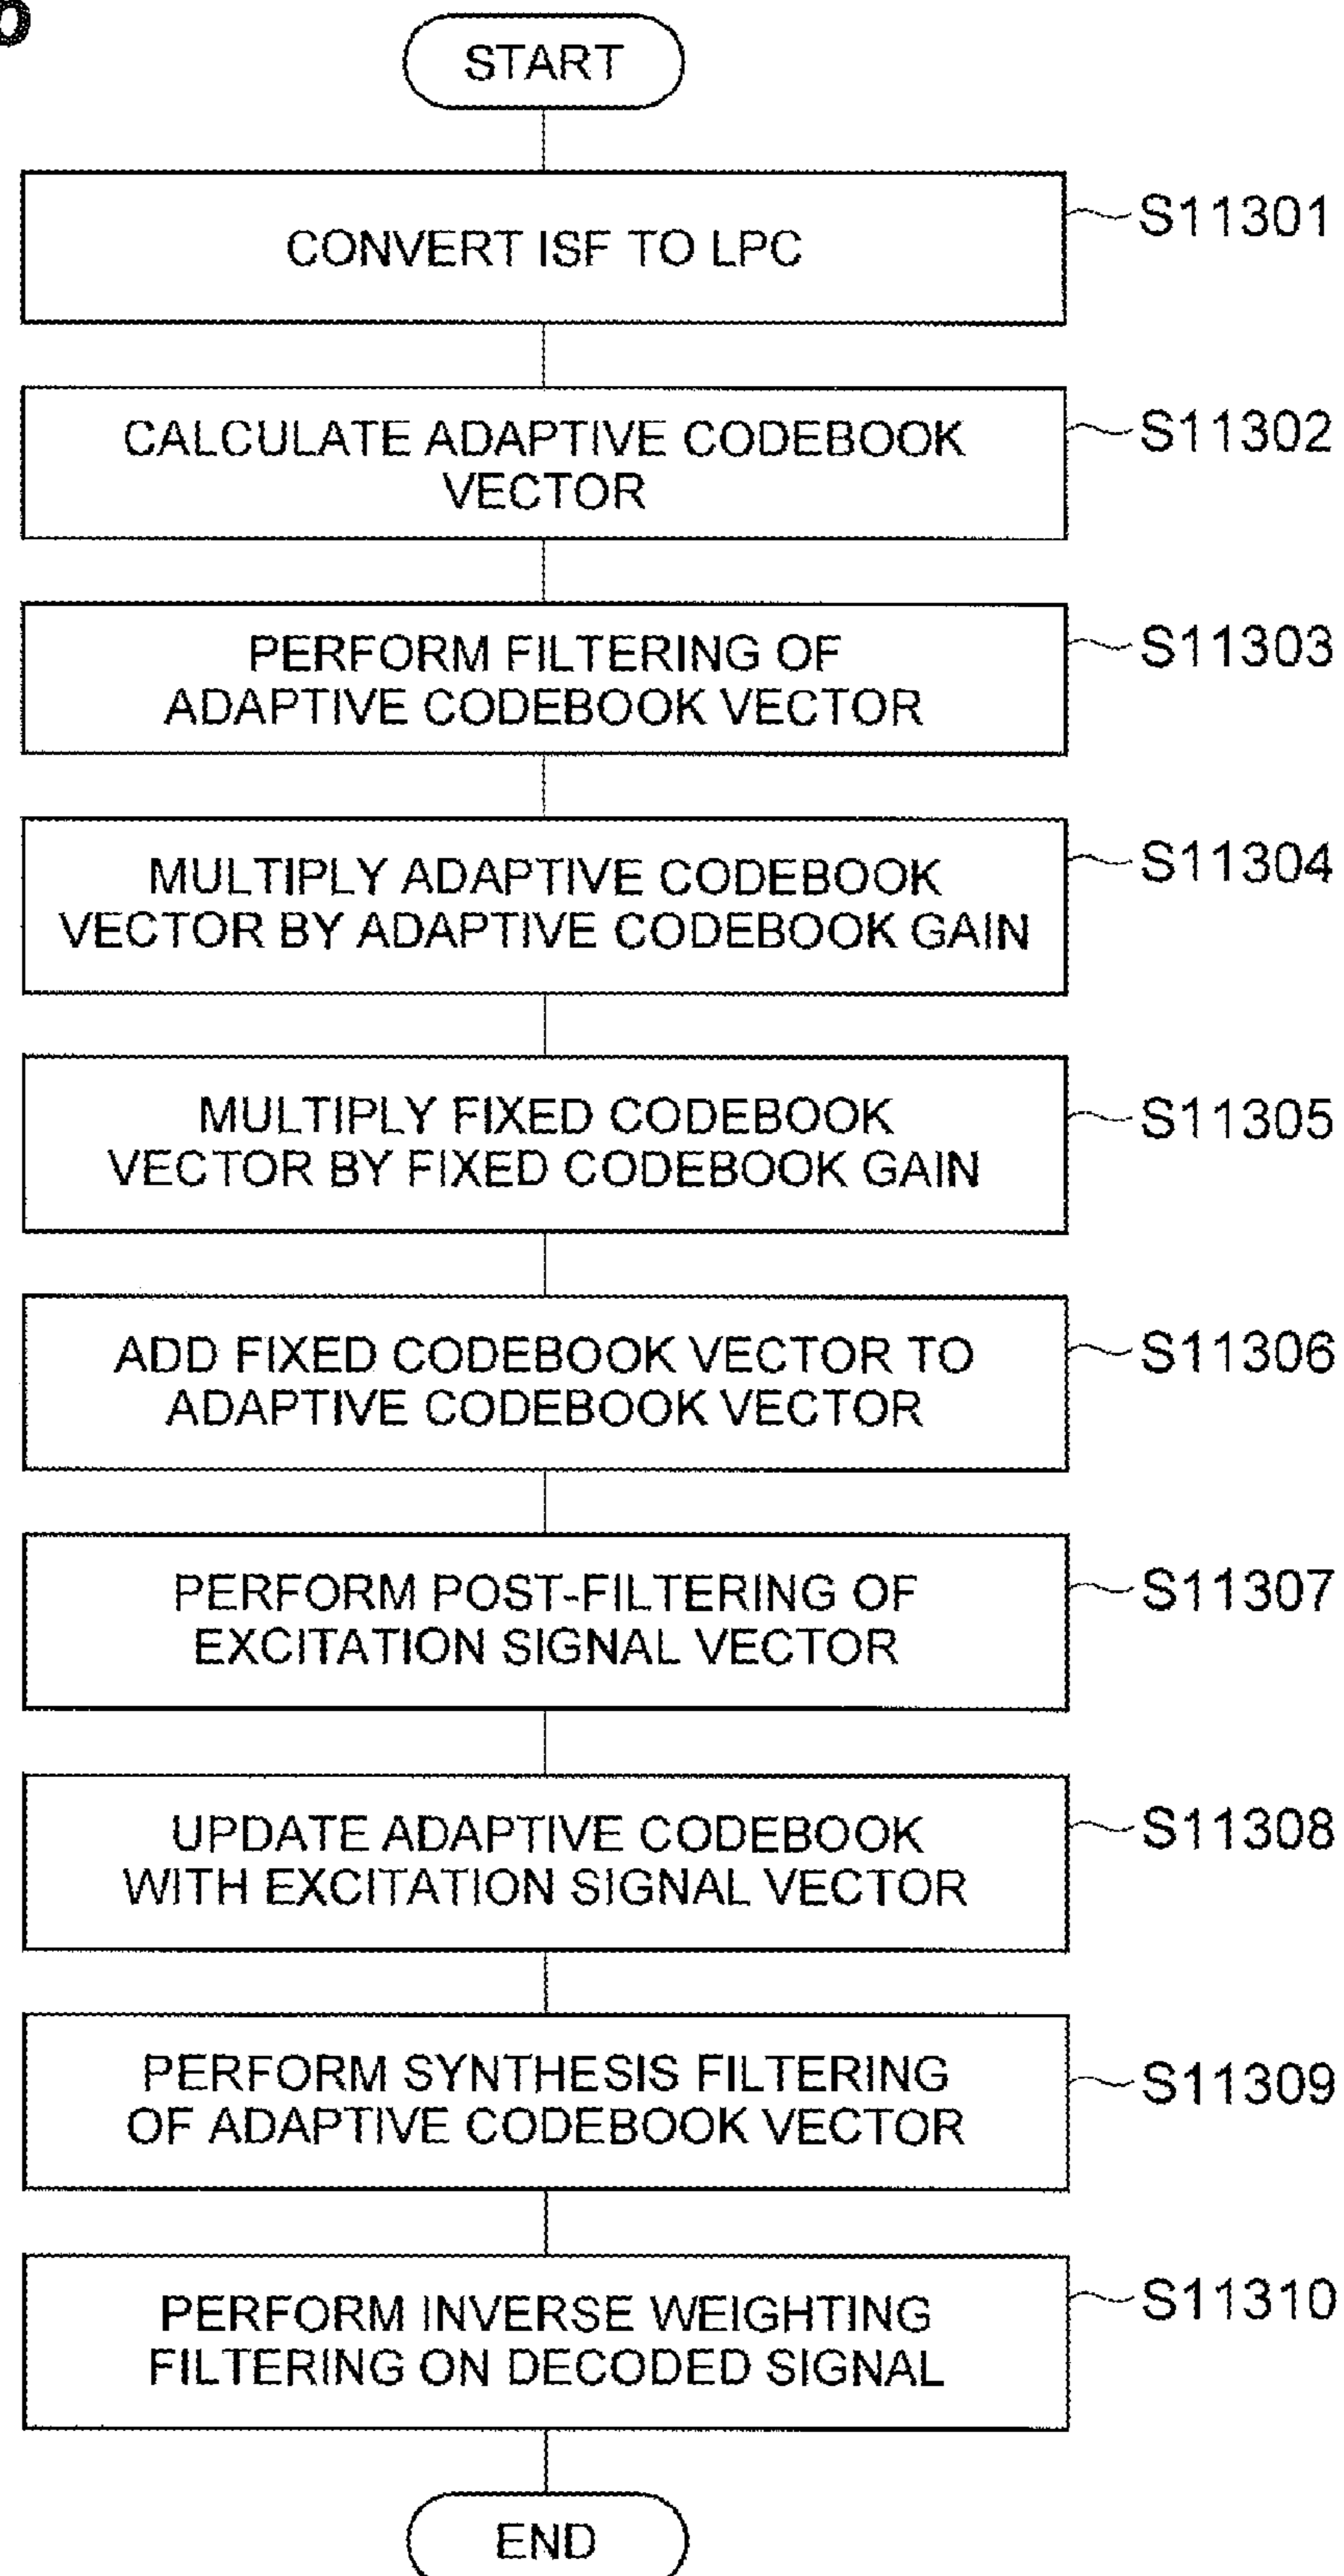 START
CONVERT ISF TO LPC
S11301
CALCULATE ADAPTIVE CODEBOOK
VECTOR
S11302
PERFORM FILTERING OF
ADAPTIVE CODEBOOK VECTOR
S11303
MULTIPLY ADAPTIVE CODEBOOK
VECTOR BY ADAPTIVE CODEBOOK GAIN
S11304
MULTIPLY FIXED CODEBOOK
VECTOR BY FIXED CODEBOOK GAIN
S11305
ADD FIXED CODEBOOK VECTOR TO
ADAPTIVE CODEBOOK VECTOR
S11306
PERFORM POST-FILTERING OF
EXCITATION SIGNAL VECTOR
S11307
UPDATE ADAPTIVE CODEBOOK
WITH EXCITATION SIGNAL VECTOR
S11308
PERFORM SYNTHESIS FILTERING
OF ADAPTIVE CODEBOOK VECTOR
S11309
PERFORM INVERSE WEIGHTING
FILTERING ON DECODED SIGNAL
S11310
END